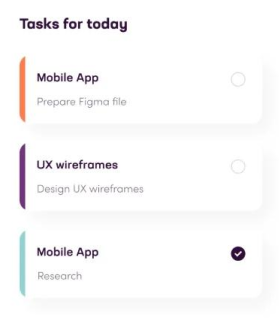 Tasks for today
Mobile App
Prepare Figma file
UX wireframes
Design UX wireframes
Mobile App
Research